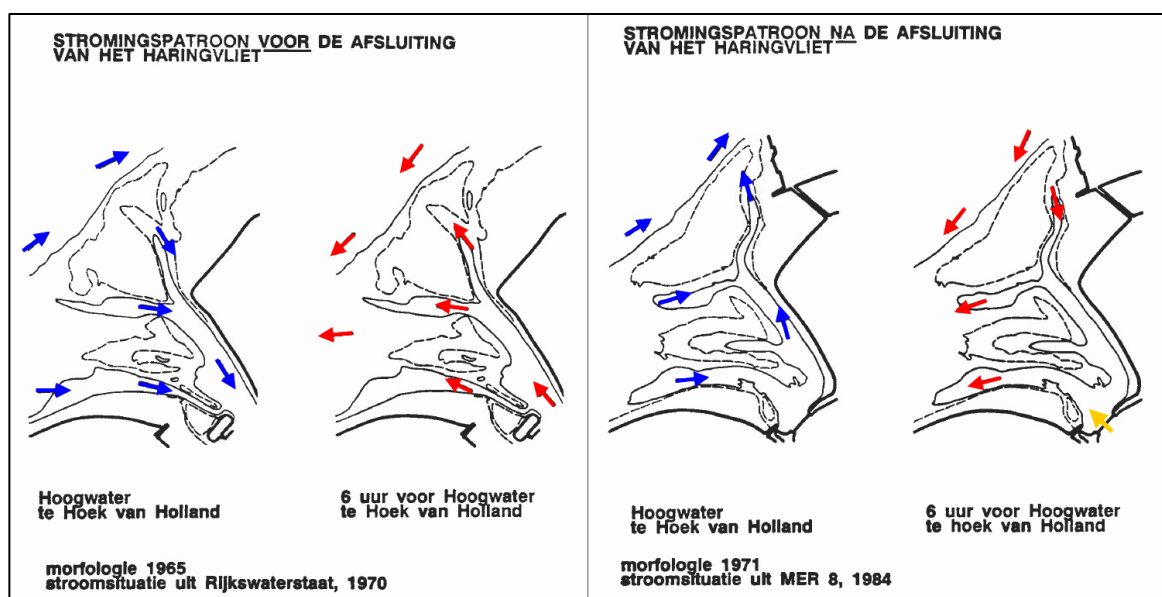 STROMINGSPATROON VOOR DE AFSLUITING
VAN HET HARINGVLIET
Hoogwater
te Hoek van Holland
6 uur voor Hoogwater
te Hoek van Holland
morfologie 1965
stroomsituatie uit Rijkswaterstaat, 1970
STROMINGSPATROON NA DE AFSLUITING
VAN HET HARINGVLIET
Hoogwater
te Hoek van Holland
6 uur voor Hoogwater
te hoek van Holland
morfologie 1971
stroomsituatie uit MER 8, 1984